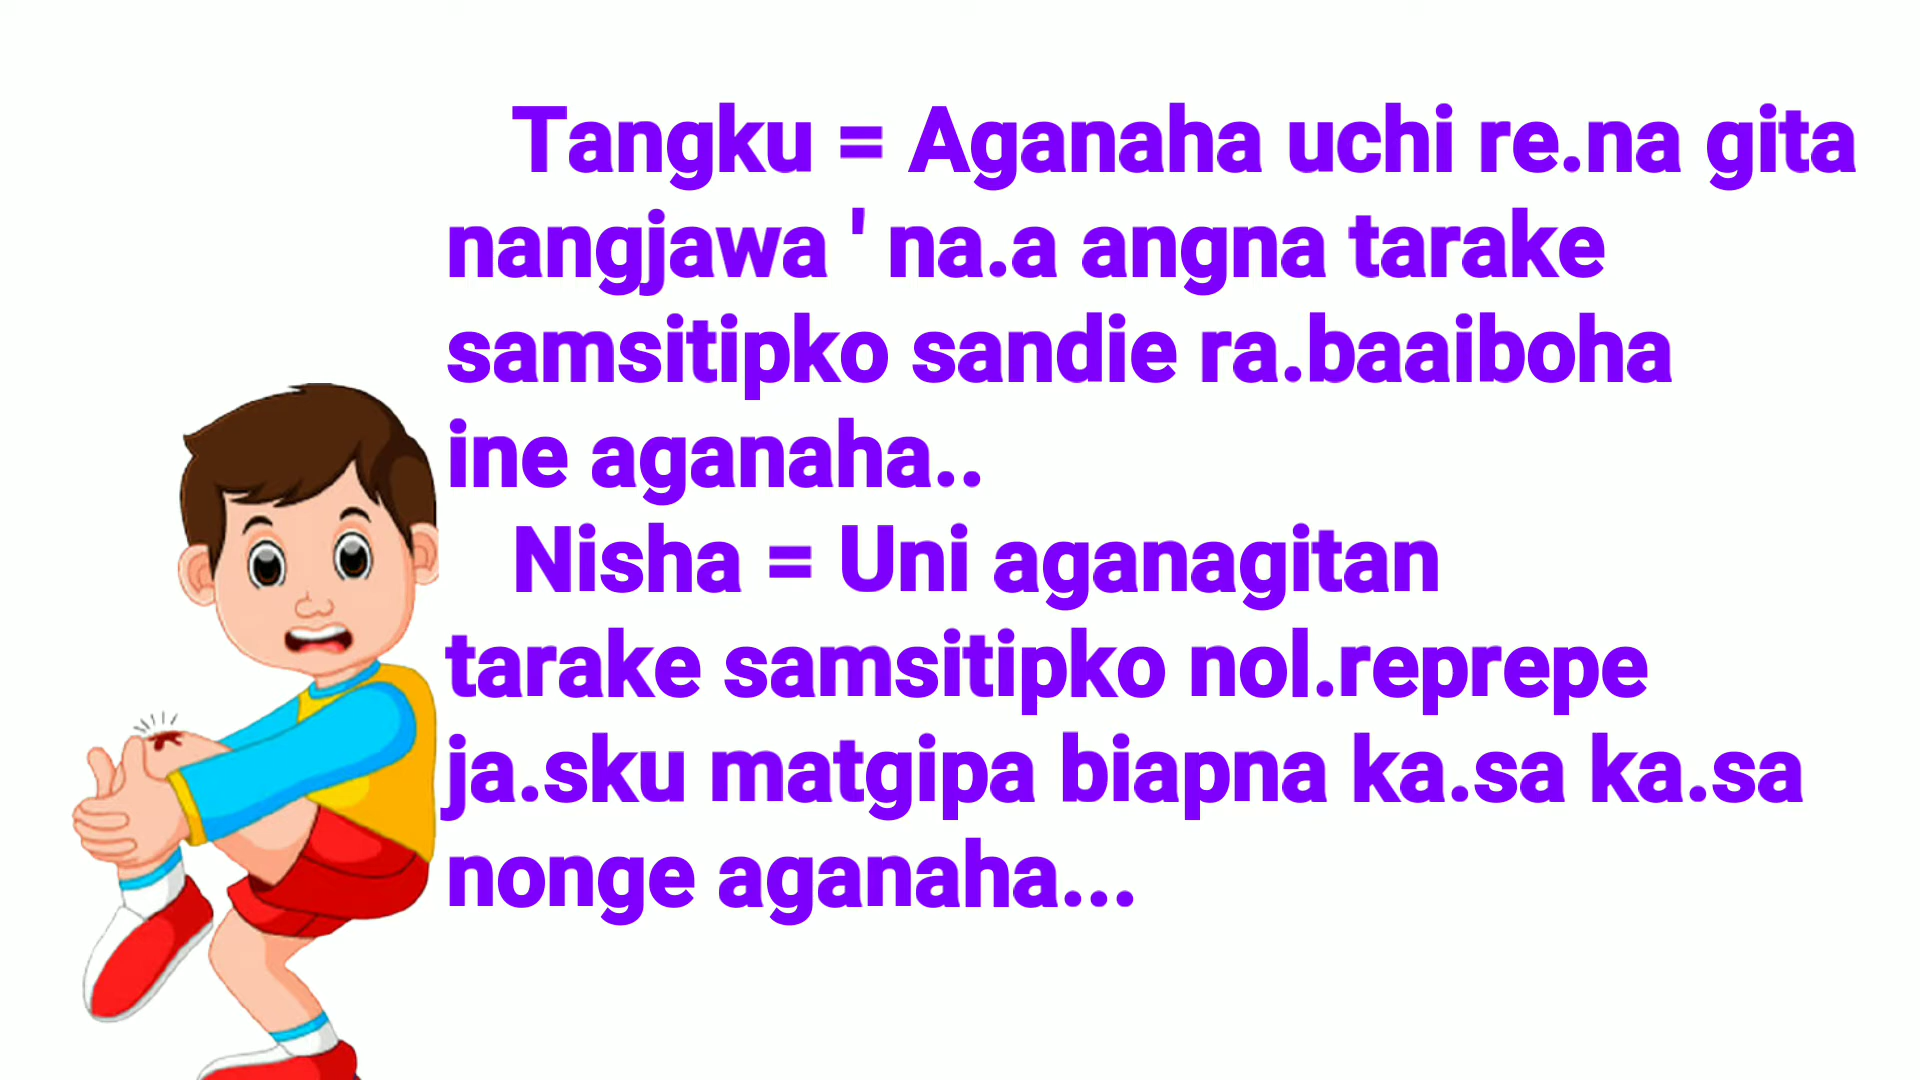 Tangku = Aganaha uchi re.na gita
nangjawa ' na.a angna tarake
samsitipko sandie ra.baaiboha
ine aganaha..
Nisha = Uni aganagitan
tarake samsitipko nol.reprepe
ja.sku matgipa biapna ka.sa ka.sa
nonge aganaha...